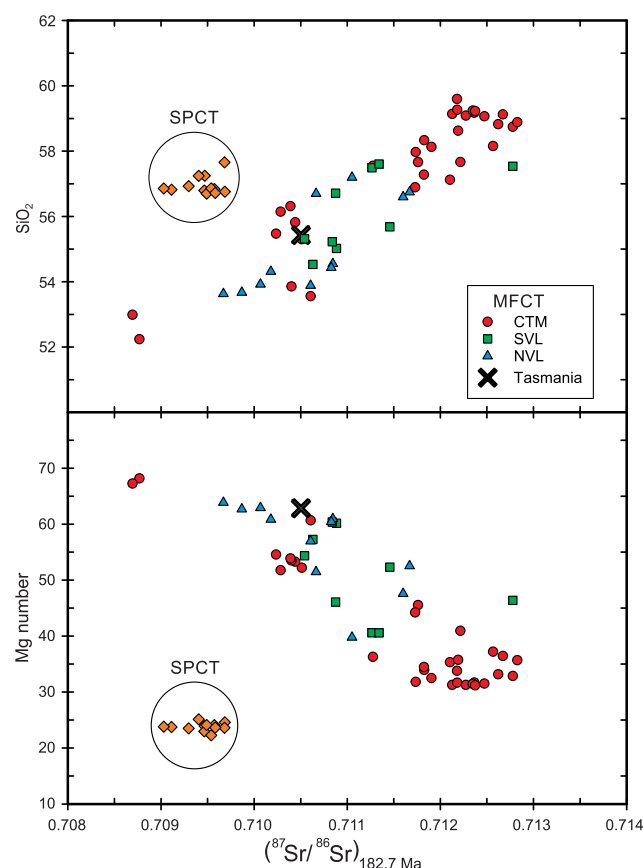 62
60
58
56
54
52
SiO₂
SPCT
MFCT
CTM
SVL
NVL
Tasmania
70
60
50
40
30
20
10
Mg number
SPCT
0.708 0.709 0.710 0.711 0.712 0.713 0.714
(⁸⁷Sr/⁸⁶Sr)₁₈₂.₇ Ma